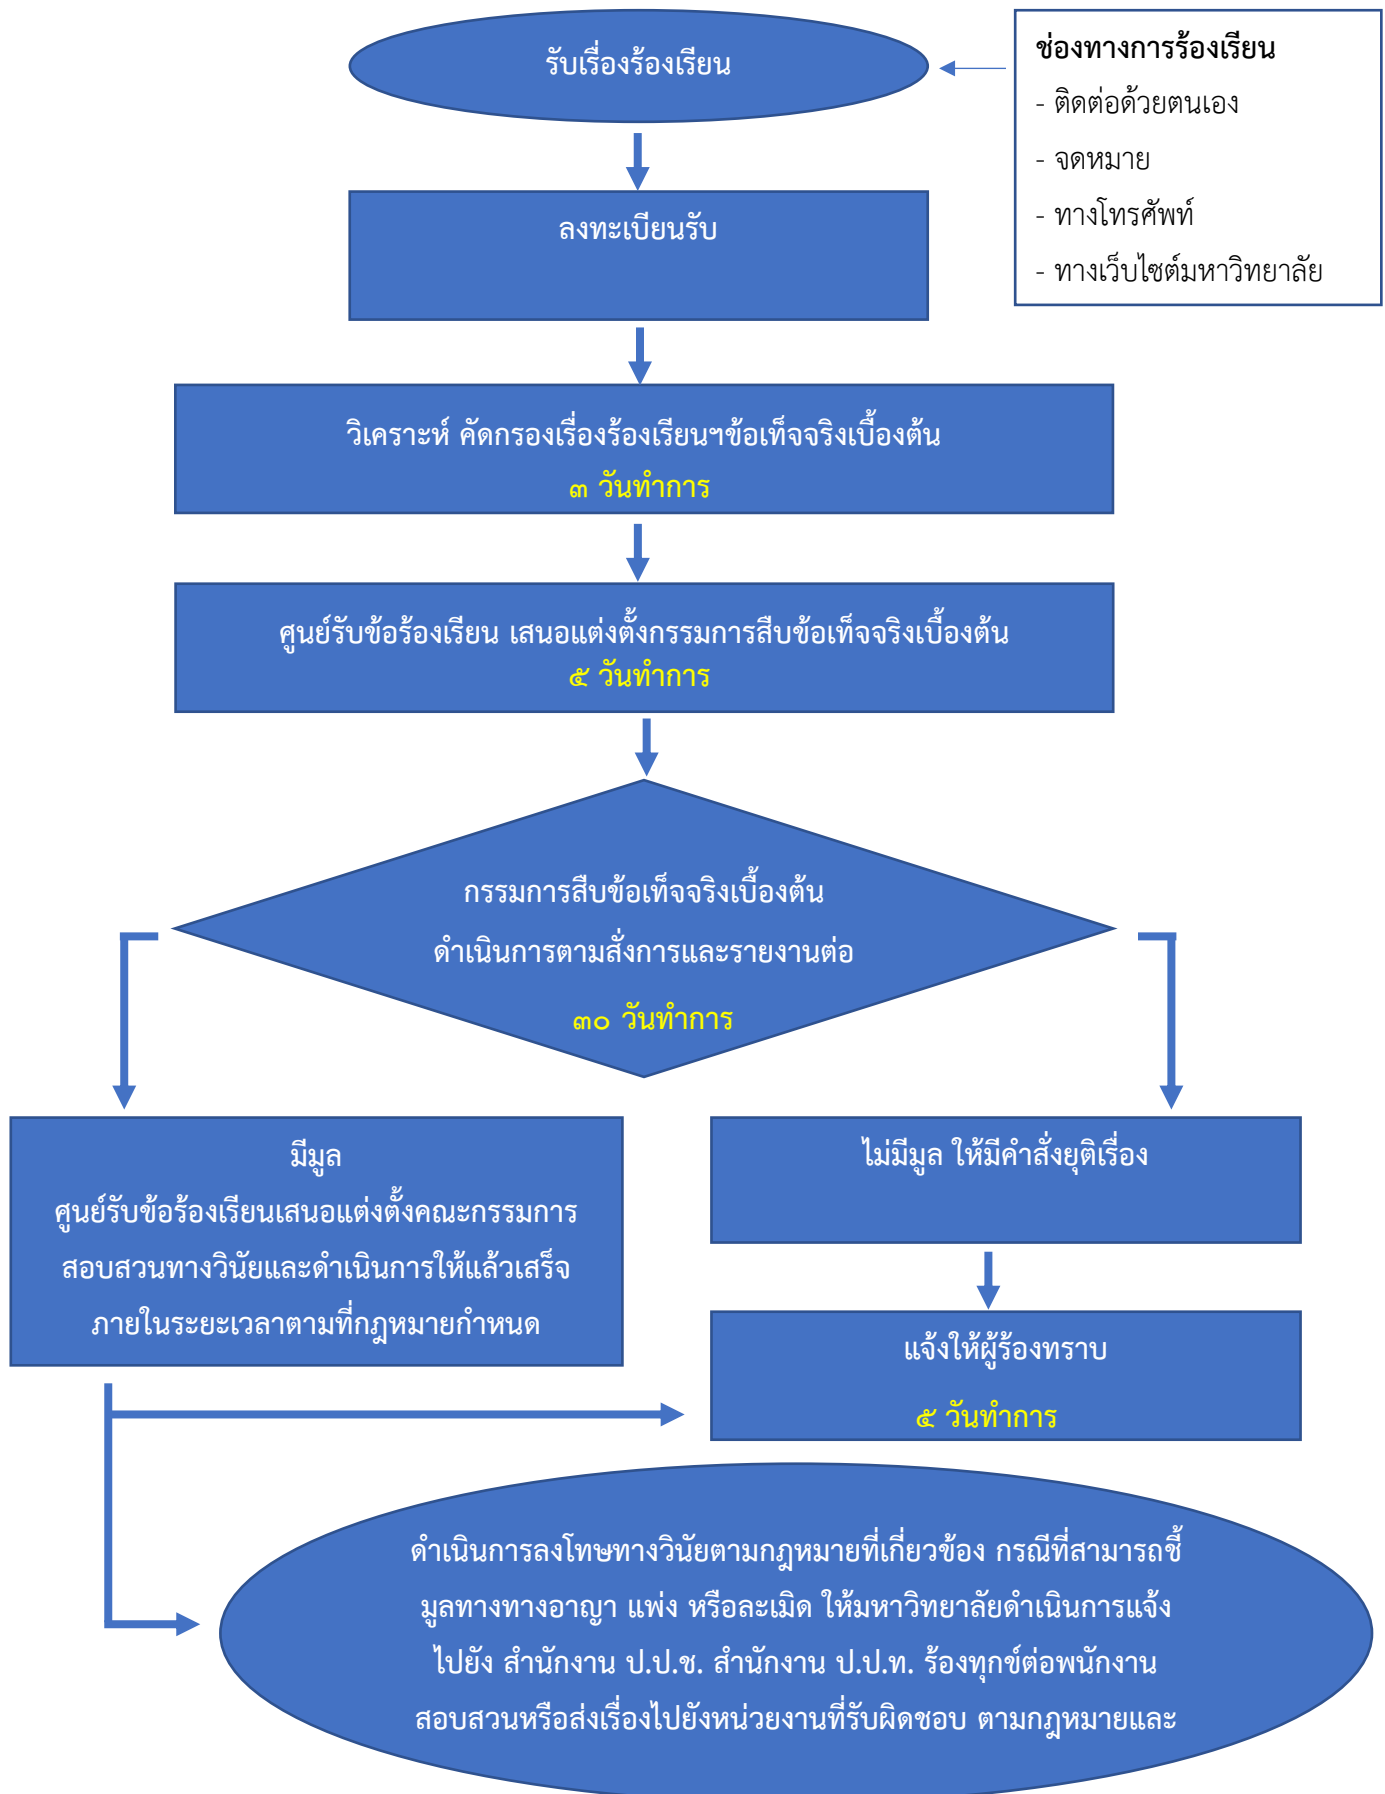 รับเรื่องร้องเรียน
ช่องทางการร้องเรียน
- ติดต่อด้วยตนเอง
- จดหมาย
- ทางโทรศัพท์
- ทางเว็บไซต์มหาวิทยาลัย
ลงทะเบียนรับ
วิเคราะห์ คัดกรองเรื่องร้องเรียนฯข้อเท็จจริงเบื้องต้น
๓ วันทำการ
ศูนย์รับข้อร้องเรียน เสนอแต่งตั้งกรรมการสืบข้อเท็จจริงเบื้องต้น
๕ วันทำการ
กรรมการสืบข้อเท็จจริงเบื้องต้น
ดำเนินการตามสั่งการและรายงานต่อ
๓๐ วันทำการ
มีมูล
ศูนย์รับข้อร้องเรียนเสนอแต่งตั้งคณะกรรมการ
สอบสวนทางวินัยและดำเนินการให้แล้วเสร็จ
ภายในระยะเวลาตามที่กฎหมายกำหนด
ไม่มีมูล ให้มีคำสั่งยุติเรื่อง
แจ้งให้ผู้ร้องทราบ
๕ วันทำการ
ดำเนินการลงโทษทางวินัยตามกฎหมายที่เกี่ยวข้อง กรณีที่สามารถชี้
มูลทางทางอาญา แพ่ง หรือละเมิด ให้มหาวิทยาลัยดำเนินการแจ้ง
ไปยัง สำนักงาน ป.ป.ช. สำนักงาน ป.ป.ท. ร้องทุกข์ต่อพนักงาน
สอบสวนหรือส่งเรื่องไปยังหน่วยงานที่รับผิดชอบ ตามกฎหมายและ